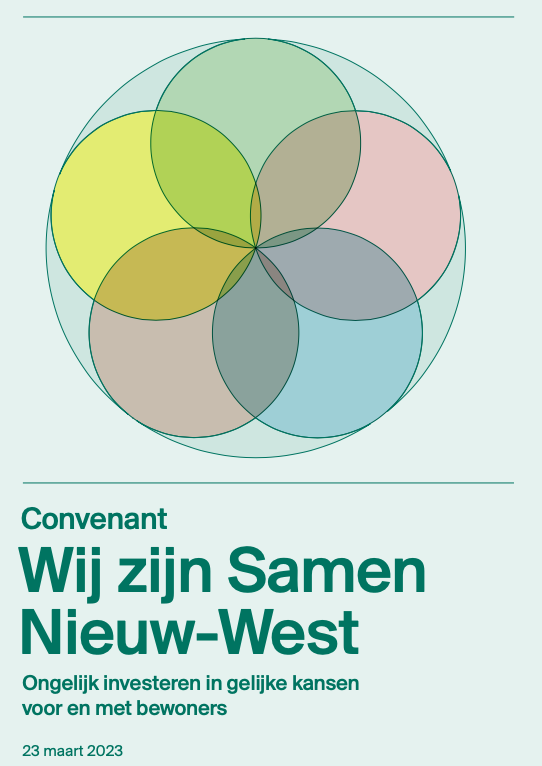 Convenant
Wij zijn Samen
Nieuw-West
Ongelijk investeren in gelijke kansen
voor en met bewoners
23 maart 2023